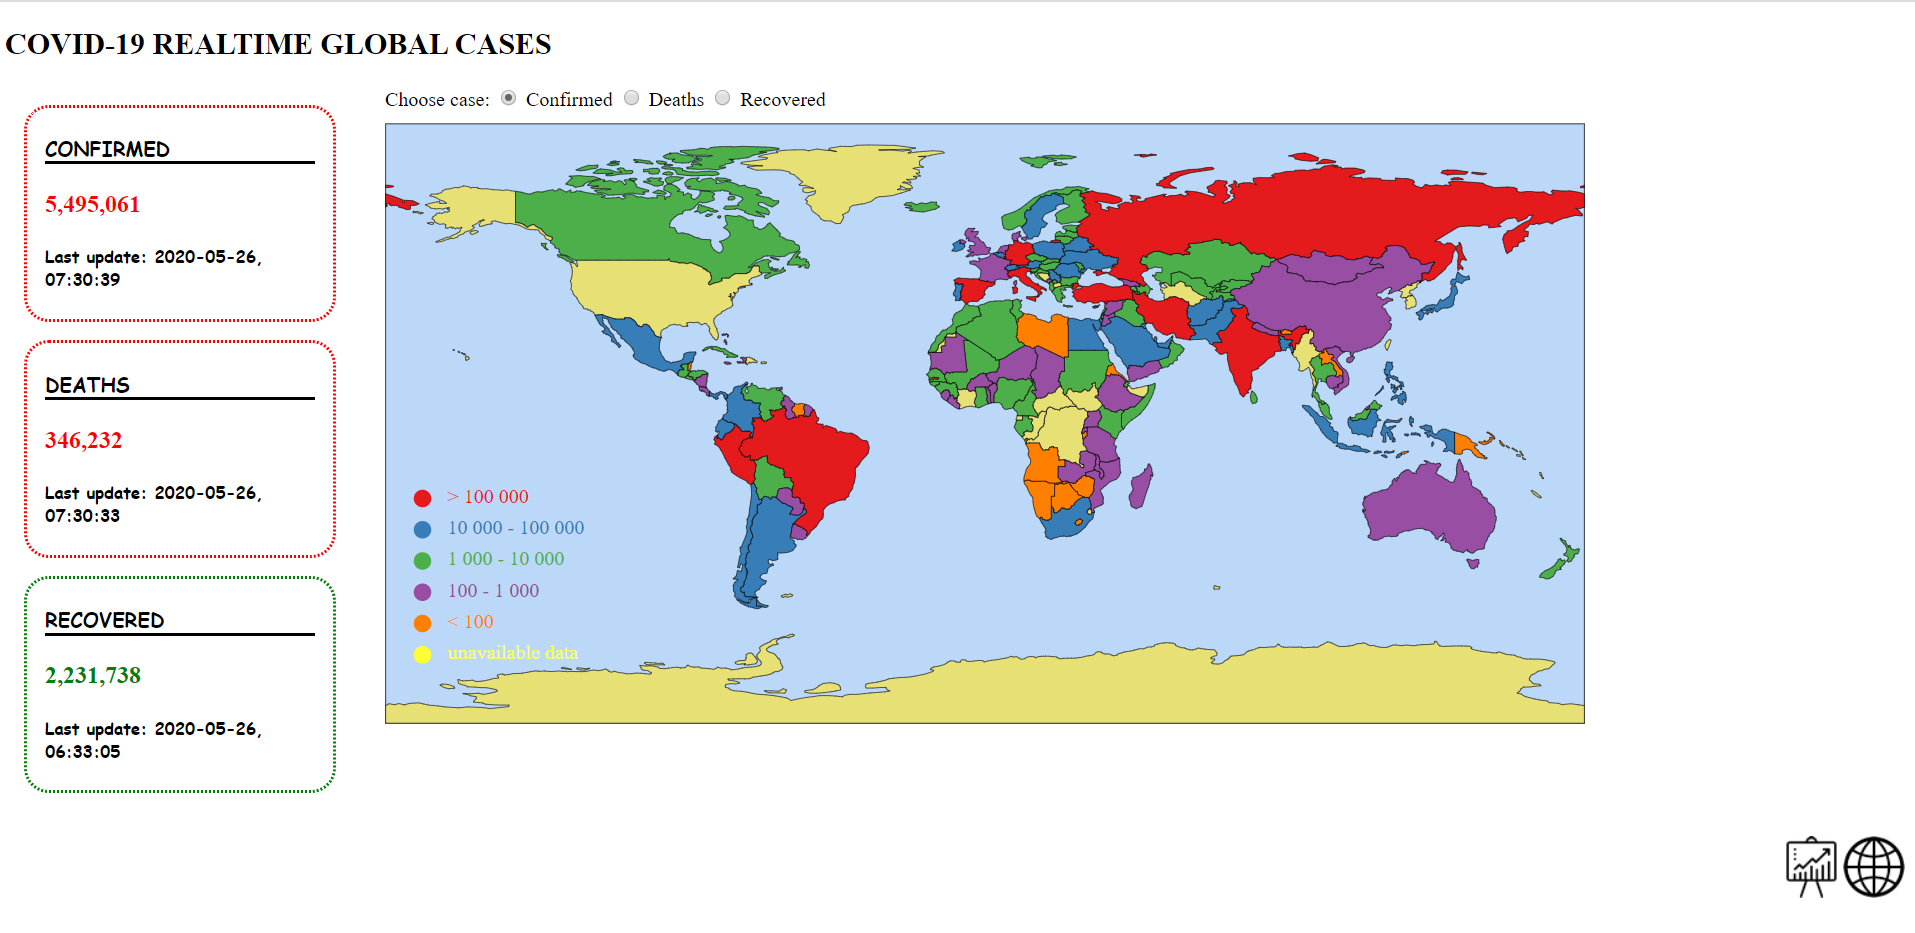 COVID-19 REALTIME GLOBAL CASES
CONFIRMED
5,495,061
Last update: 2020-05-26,
07:30:39
DEATHS
346,232
Last update: 2020-05-26,
07:30:33
RECOVERED
2,231,738
Last update: 2020-05-26,
06:33:05
Choose case: Confirmed Deaths Recovered
> 100 000
10 000 - 100 000
1 000 - 10 000
100 - 1 000
< 100
unavailable data